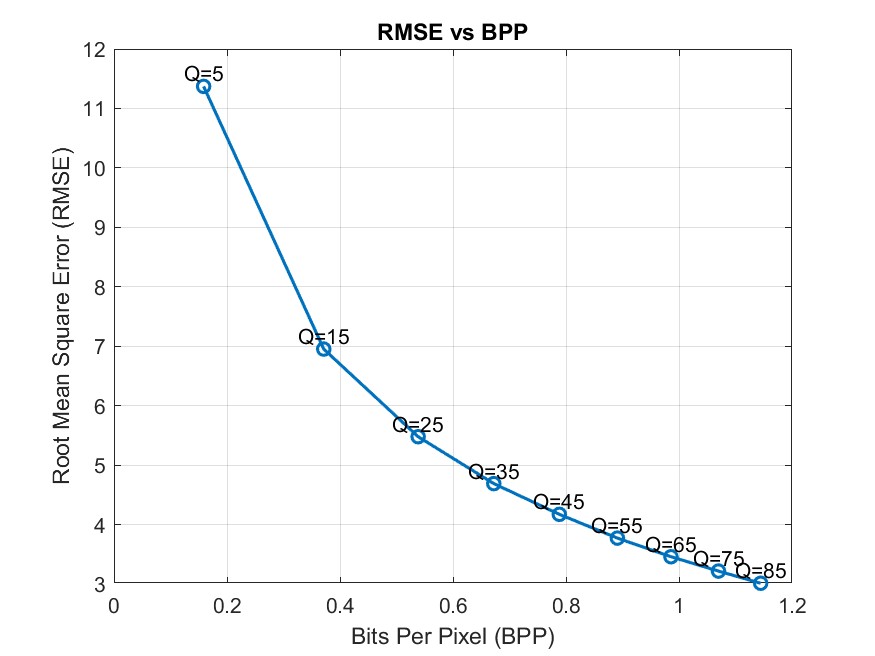 RMSE vs BPP
12
11
10
9
8
7
6
5
4
3
Root Mean Square Error (RMSE)
Q=5
Q=15
Q=25
Q=35
Q=45
Q=55
Q=65
Q=75
Q=85
0 0.2 0.4 0.6 0.8 1 1.2
Bits Per Pixel (BPP)